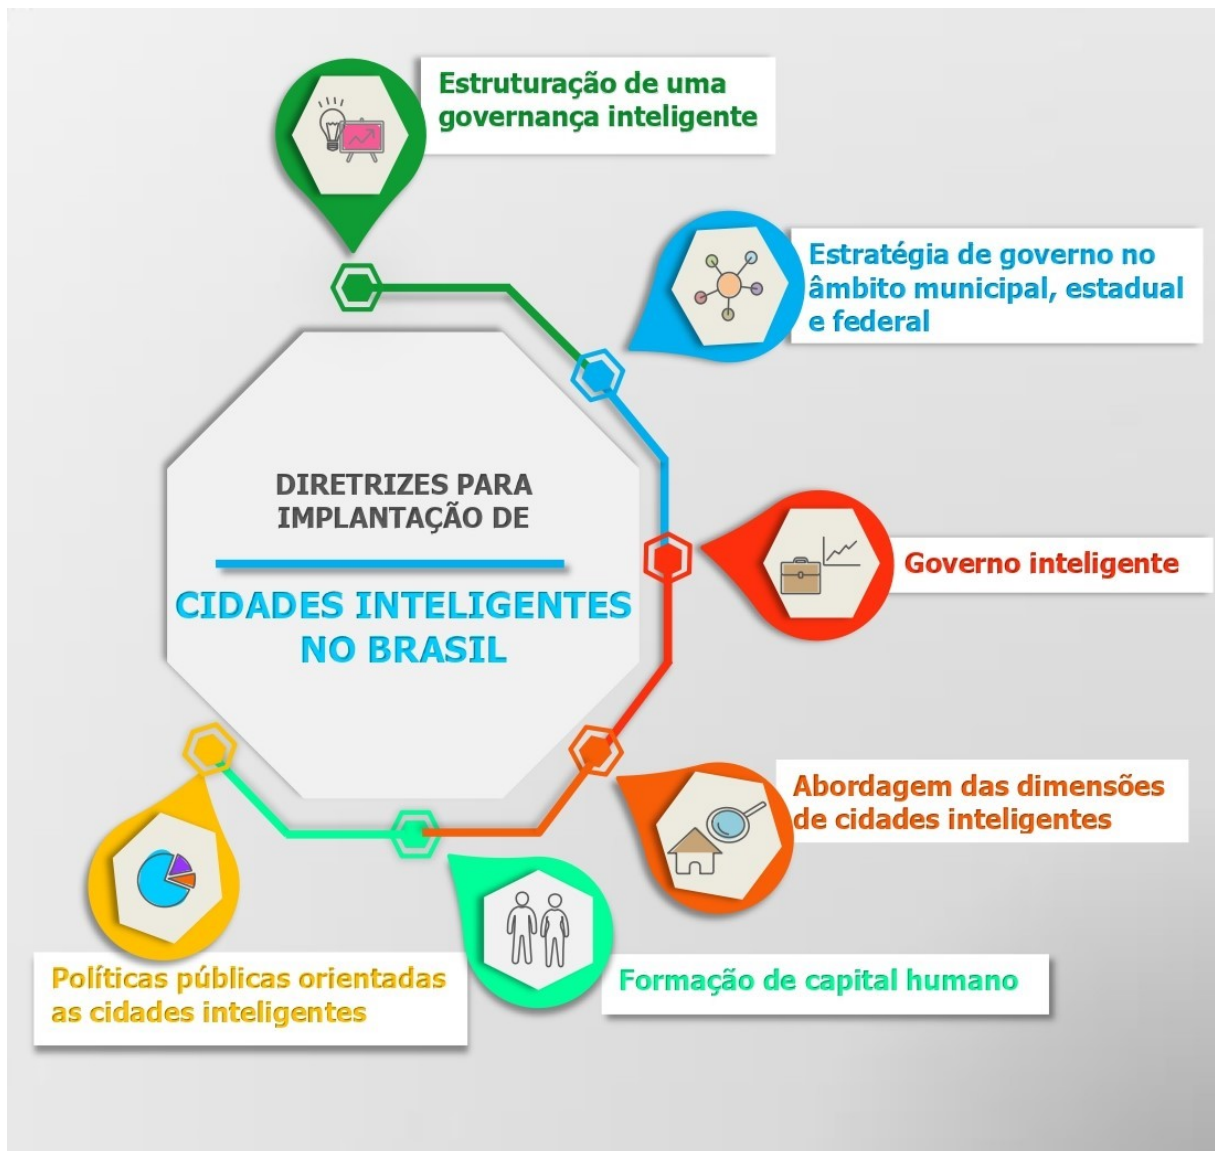 Estruturação de uma
governança inteligente
Estratégia de governo no
âmbito municipal, estadual
e federal
DIRETRIZES PARA
IMPLANTAÇÃO DE
CIDADES INTELIGENTES
NO BRASIL
Governo inteligente
Abordagem das dimensões
de cidades inteligentes
Formação de capital humano
Políticas públicas orientadas
as cidades inteligentes